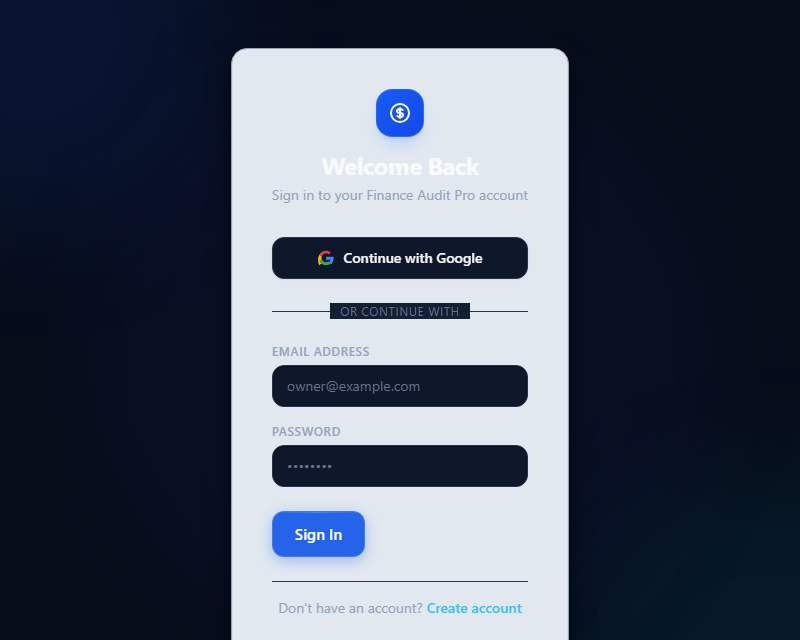 Welcome Back
Sign in to your Finance Audit Pro account
Continue with Google
OR CONTINUE WITH
EMAIL ADDRESS
owner@example.com
PASSWORD
••••••••
Sign In
Don't have an account? Create account